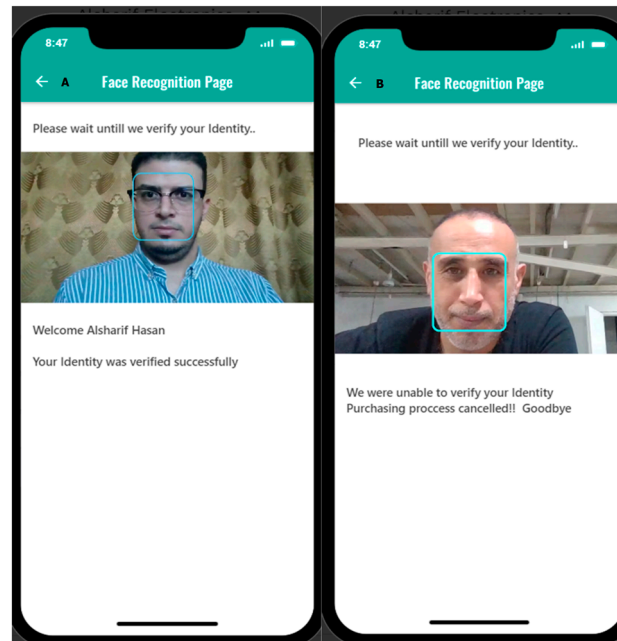 8:47
A Face Recognition Page
Please wait untill we verify your Identity..
Welcome Alsharif Hasan
Your Identity was verified successfully
8:47
B Face Recognition Page
Please wait untill we verify your Identity..
We were unable to verify your Identity
Purchasing proccess cancelled!! Goodbye